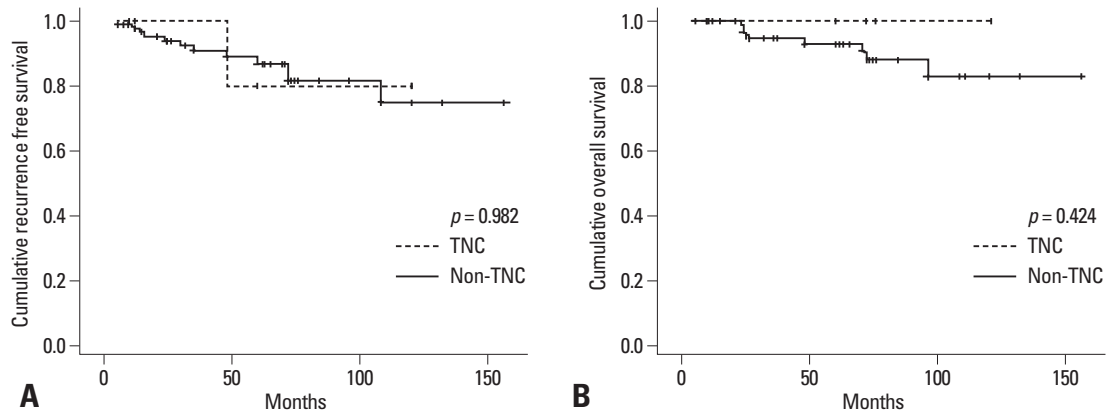 Cumulative recurrence free survival
1.0
0.8
0.6
0.4
0.2
0.0
p = 0.982
TNC
Non-TNC
0 50 100 150
Months
A
Cumulative overall survival
1.0
0.8
0.6
0.4
0.2
0.0
p = 0.424
TNC
Non-TNC
0 50 100 150
Months
B